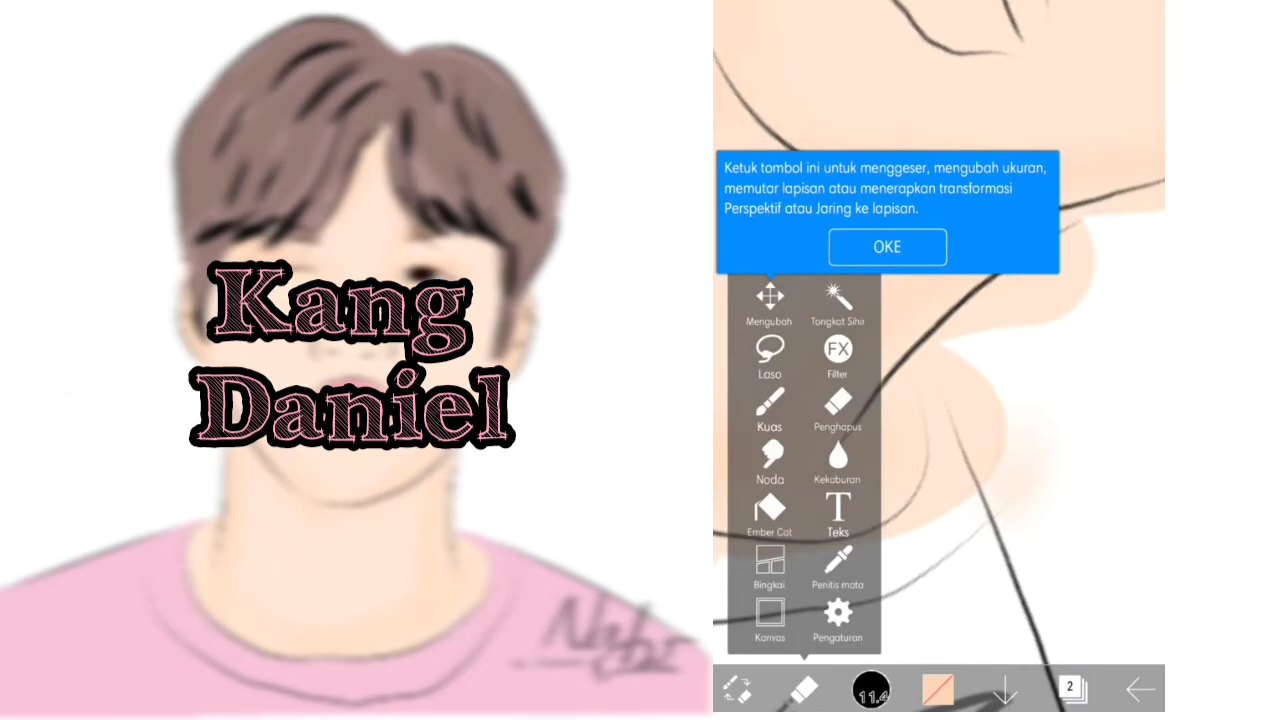 Kang
Daniel
Ketuk tombol ini untuk menggeser, mengubah ukuran,
memutar lapisan atau menerapkan transformasi
Perspektif atau Jaring ke lapisan.
OKE
Mengubah
Tongkat Sihir
Laso
FX
Filter
Kuas
Penghapus
Noda
Kekaburan
Ember Cat
T
Teks
Bingkai
Penitis mata
Kanvas
Pengaturan
11.4
2